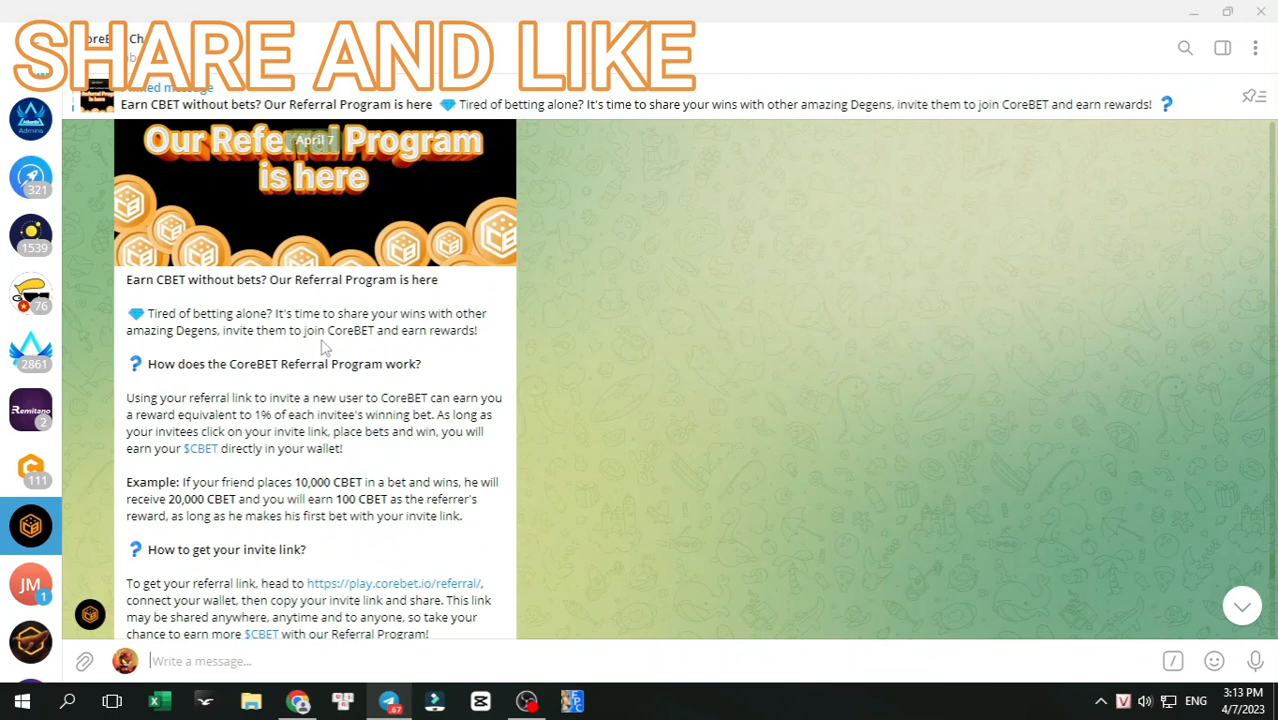 SHARE AND LIKE
Pinned message
Earn CBET without bets? Our Referral Program is here 💎 Tired of betting alone? It's time to share your wins with other amazing Degens, invite them to join CoreBET and earn rewards! ❓
Admins
321
1539
76
2861
Remitano
2
111
JM
1
Our Referral Program
April 7
is here
Earn CBET without bets? Our Referral Program is here
💎 Tired of betting alone? It's time to share your wins with other
amazing Degens, invite them to join CoreBET and earn rewards!
❓ How does the CoreBET Referral Program work?
Using your referral link to invite a new user to CoreBET can earn you
a reward equivalent to 1% of each invitee's winning bet. As long as
your invitees click on your invite link, place bets and win, you will
earn your $CBET directly in your wallet!
Example: If your friend places 10,000 CBET in a bet and wins, he will
receive 20,000 CBET and you will earn 100 CBET as the referrer's
reward, as long as he makes his first bet with your invite link.
❓ How to get your invite link?
To get your referral link, head to https://play.corebet.io/referral/,
connect your wallet, then copy your invite link and share. This link
may be shared anywhere, anytime and to anyone, so take your
chance to earn more $CBET with our Referral Program!
Write a message...
67
ENG
3:13 PM
4/7/2023